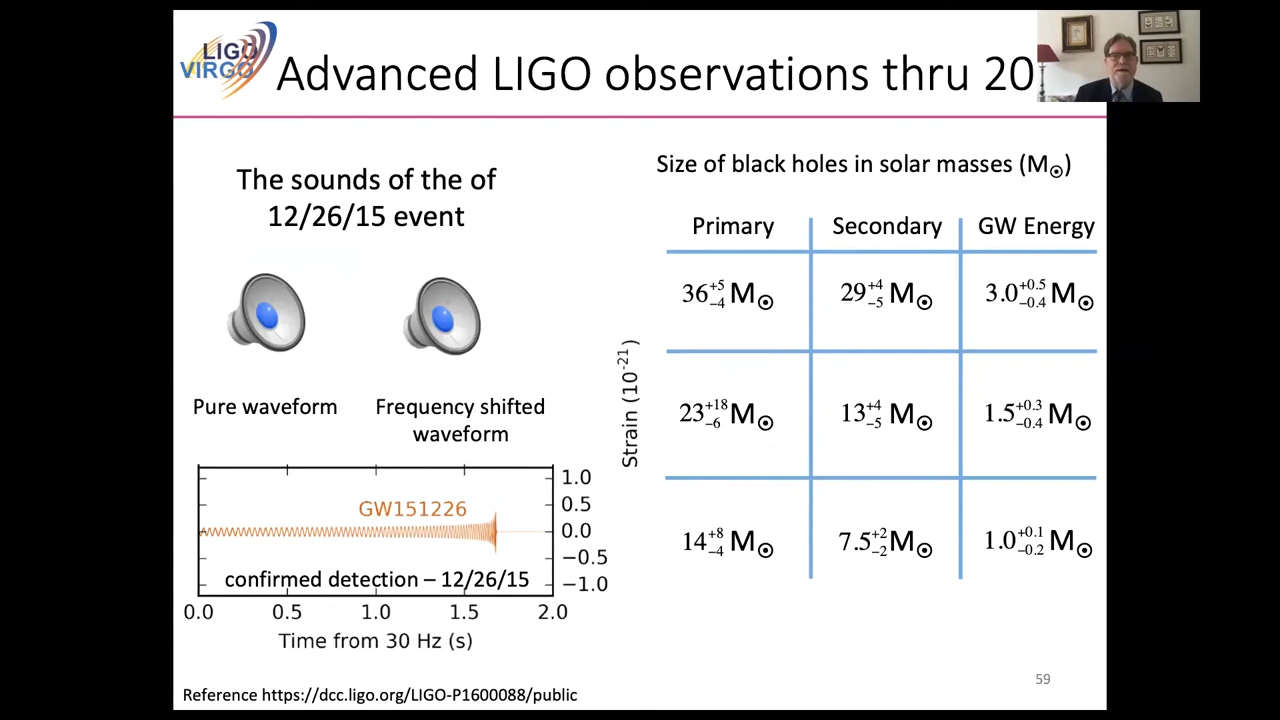 LIGO
VIRGO
Advanced LIGO observations thru 20
The sounds of the of
12/26/15 event
Pure waveform
Frequency shifted
waveform
GW151226
confirmed detection – 12/26/15
1.0
0.5
0.0
−0.5
−1.0
0.0 0.5 1.0 1.5 2.0
Time from 30 Hz (s)
Strain (10⁻²¹)
Size of black holes in solar masses (M⊙)
Primary Secondary GW Energy
36 +5 −4 M⊙ 29 +4 −5 M⊙ 3.0 +0.5 −0.4 M⊙
23 +18 −6 M⊙ 13 +4 −5 M⊙ 1.5 +0.3 −0.4 M⊙
14 +8 −4 M⊙ 7.5 +2 −2 M⊙ 1.0 +0.1 −0.2 M⊙
59
Reference https://dcc.ligo.org/LIGO-P1600088/public